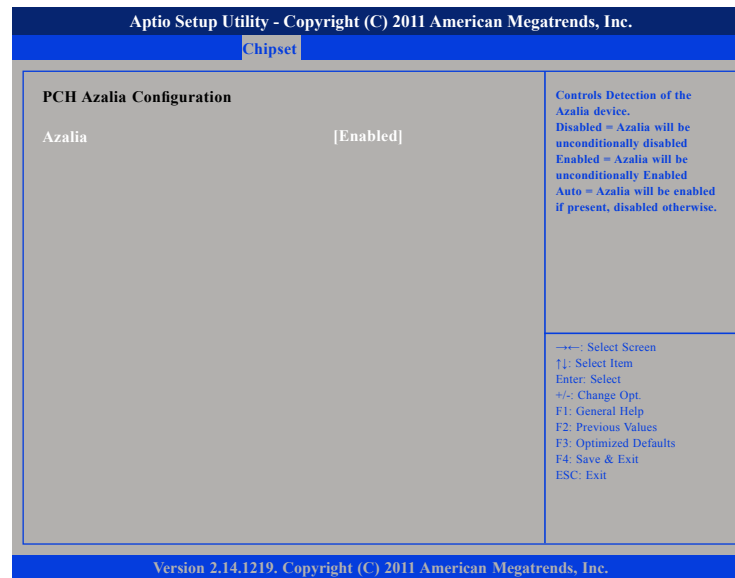 Aptio Setup Utility - Copyright (C) 2011 American Megatrends, Inc.
Chipset
PCH Azalia Configuration
Azalia [Enabled]
Controls Detection of the
Azalia device.
Disabled = Azalia will be
unconditionally disabled
Enabled = Azalia will be
unconditionally Enabled
Auto = Azalia will be enabled
if present, disabled otherwise.
→←: Select Screen
↑↓: Select Item
Enter: Select
+/-: Change Opt.
F1: General Help
F2: Previous Values
F3: Optimized Defaults
F4: Save & Exit
ESC: Exit
Version 2.14.1219. Copyright (C) 2011 American Megatrends, Inc.